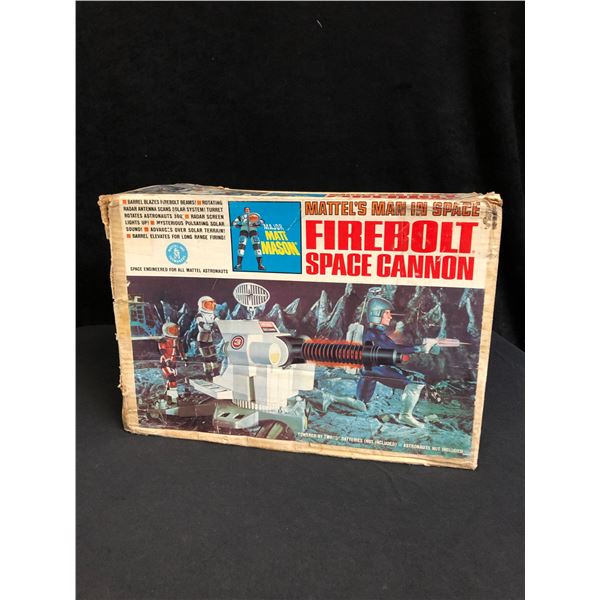 ■ BARREL BLAZES FIREBOLT BEAMS! ■ ROTATING
RADAR ANTENNA SCANS SOLAR SYSTEM! TURRET
ROTATES ASTRONAUTS 360° ■ RADAR SCREEN
LIGHTS UP! ■ MYSTERIOUS PULSATING SOLAR
SOUND! ■ ADVANCES OVER SOLAR TERRAIN!
■ BARREL ELEVATES FOR LONG RANGE FIRING!
SPACE ENGINEERED FOR ALL MATTEL ASTRONAUTS
MAJOR
MATT
MASON
MATTEL'S MAN IN SPACE
FIREBOLT
SPACE CANNON
3
POWERED BY TWO "D" BATTERIES (NOT INCLUDED) — ASTRONAUTS NOT INCLUDED